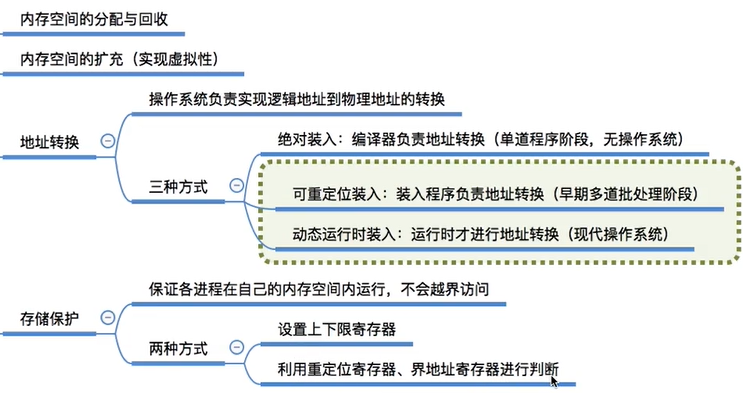 内存空间的分配与回收
内存空间的扩充（实现虚拟性）
操作系统负责实现逻辑地址到物理地址的转换
地址转换
绝对装入：编译器负责地址转换（单道程序阶段，无操作系统）
三种方式
可重定位装入：装入程序负责地址转换（早期多道批处理阶段）
动态运行时装入：运行时才进行地址转换（现代操作系统）
保证各进程在自己的内存空间内运行，不会越界访问
存储保护
设置上下限寄存器
两种方式
利用重定位寄存器、界地址寄存器进行判断